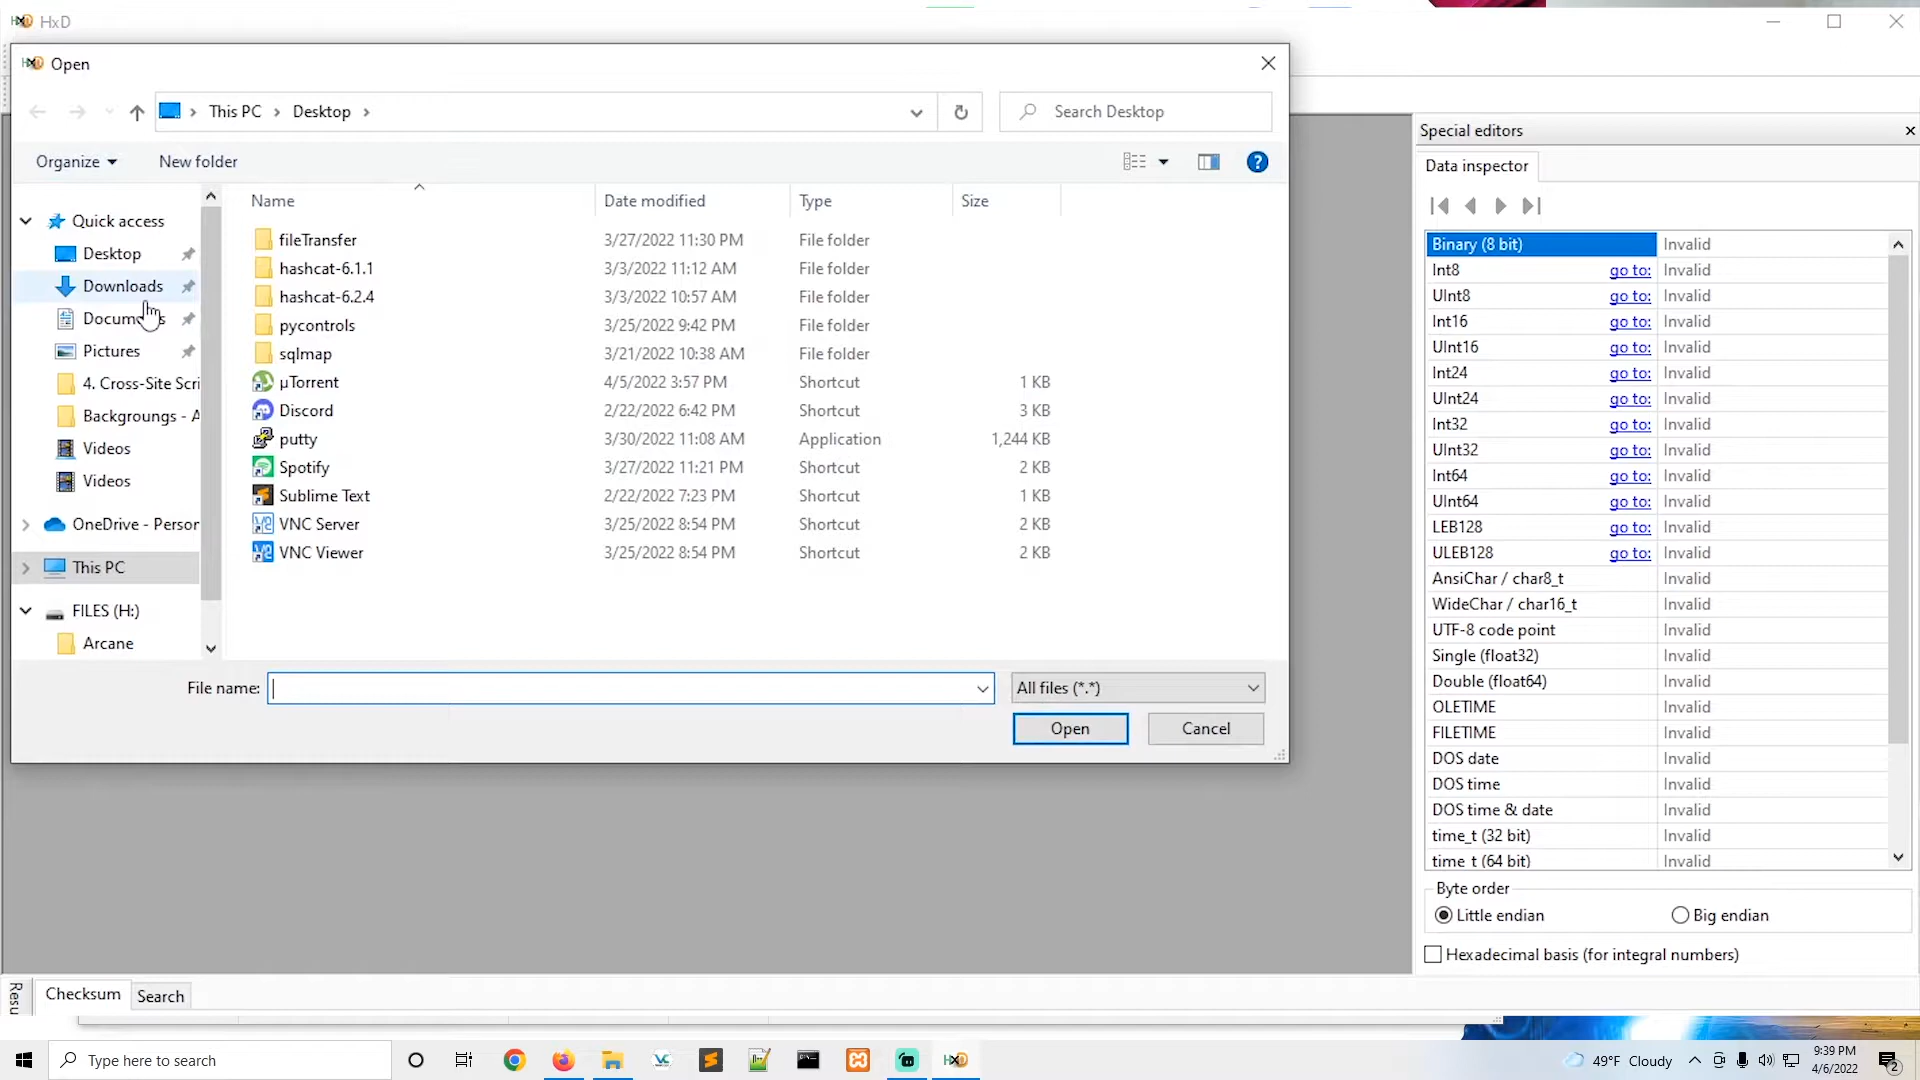 HxD
Open
This PC
Desktop
Search Desktop
Organize
New folder
Name
Date modified
Type
Size
Quick access
Desktop
Downloads
Pictures
4. Cross-Site Scri
Backgroungs - A
Videos
Videos
OneDrive - Person
This PC
FILES (H:)
Arcane
fileTransfer 3/27/2022 11:30 PM File folder
hashcat-6.1.1 3/3/2022 11:12 AM File folder
hashcat-6.2.4 3/3/2022 10:57 AM File folder
pycontrols 3/25/2022 9:42 PM File folder
sqlmap 3/21/2022 10:38 AM File folder
µTorrent 4/5/2022 3:57 PM Shortcut 1 KB
Discord 2/22/2022 6:42 PM Shortcut 3 KB
putty 3/30/2022 11:08 AM Application 1,244 KB
Spotify 3/27/2022 11:21 PM Shortcut 2 KB
Sublime Text 2/22/2022 7:23 PM Shortcut 1 KB
VNC Server 3/25/2022 8:54 PM Shortcut 2 KB
VNC Viewer 3/25/2022 8:54 PM Shortcut 2 KB
File name:
All files (*.*)
Open
Cancel
Special editors
Data inspector
Binary (8 bit) Invalid
Int8 go to: Invalid
UInt8 go to: Invalid
Int16 go to: Invalid
UInt16 go to: Invalid
Int24 go to: Invalid
UInt24 go to: Invalid
Int32 go to: Invalid
UInt32 go to: Invalid
Int64 go to: Invalid
UInt64 go to: Invalid
LEB128 go to: Invalid
ULEB128 go to: Invalid
AnsiChar / char8_t Invalid
WideChar / char16_t Invalid
UTF-8 code point Invalid
Single (float32) Invalid
Double (float64) Invalid
OLETIME Invalid
FILETIME Invalid
DOS date Invalid
DOS time Invalid
DOS time & date Invalid
time_t (32 bit) Invalid
time_t (64 bit) Invalid
Byte order
Little endian
Big endian
Hexadecimal basis (for integral numbers)
Resu
Checksum
Search
Type here to search
49°F Cloudy
9:39 PM
4/6/2022
2